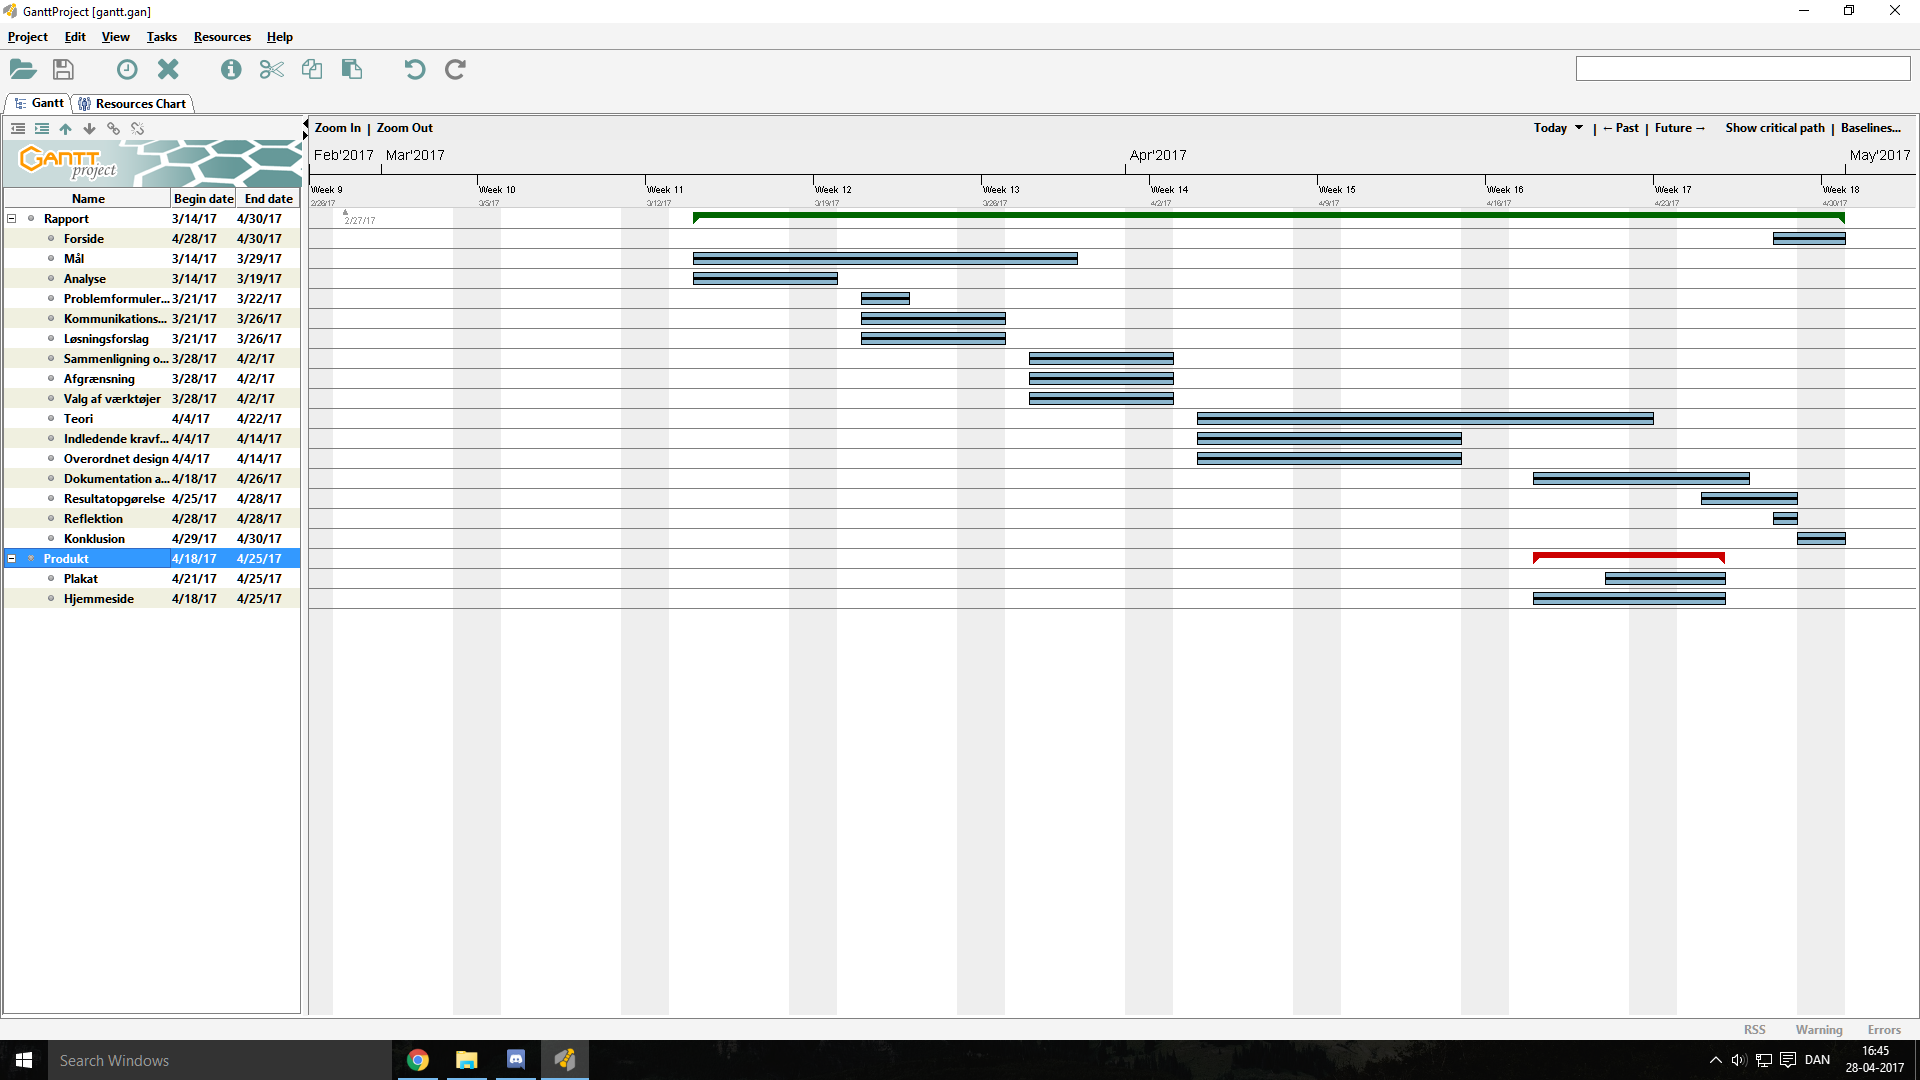 GanttProject [gantt.gan]
Project Edit View Tasks Resources Help
Gantt Resources Chart
Zoom In | Zoom Out Today | ←Past | Future→ Show critical path | Baselines...
GANTT project
Feb'2017 Mar'2017 Apr'2017 May'2017
Week 9 Week 10 Week 11 Week 12 Week 13 Week 14 Week 15 Week 16 Week 17 Week 18
2/26/17 3/5/17 3/12/17 3/19/17 3/26/17 4/2/17 4/9/17 4/16/17 4/23/17 4/30/17
Name Begin date End date
Rapport 3/14/17 4/30/17 2/27/17
Forside 4/28/17 4/30/17
Mål 3/14/17 3/29/17
Analyse 3/14/17 3/19/17
Problemformuler... 3/21/17 3/22/17
Kommunikations... 3/21/17 3/26/17
Løsningsforslag 3/21/17 3/26/17
Sammenligning o... 3/28/17 4/2/17
Afgrænsning 3/28/17 4/2/17
Valg af værktøjer 3/28/17 4/2/17
Teori 4/4/17 4/22/17
Indledende kravf... 4/4/17 4/14/17
Overordnet design 4/4/17 4/14/17
Dokumentation a... 4/18/17 4/26/17
Resultatopgørelse 4/25/17 4/28/17
Reflektion 4/28/17 4/28/17
Konklusion 4/29/17 4/30/17
Produkt 4/18/17 4/25/17
Plakat 4/21/17 4/25/17
Hjemmeside 4/18/17 4/25/17
RSS Warning Errors
Search Windows DAN 16:45
28-04-2017